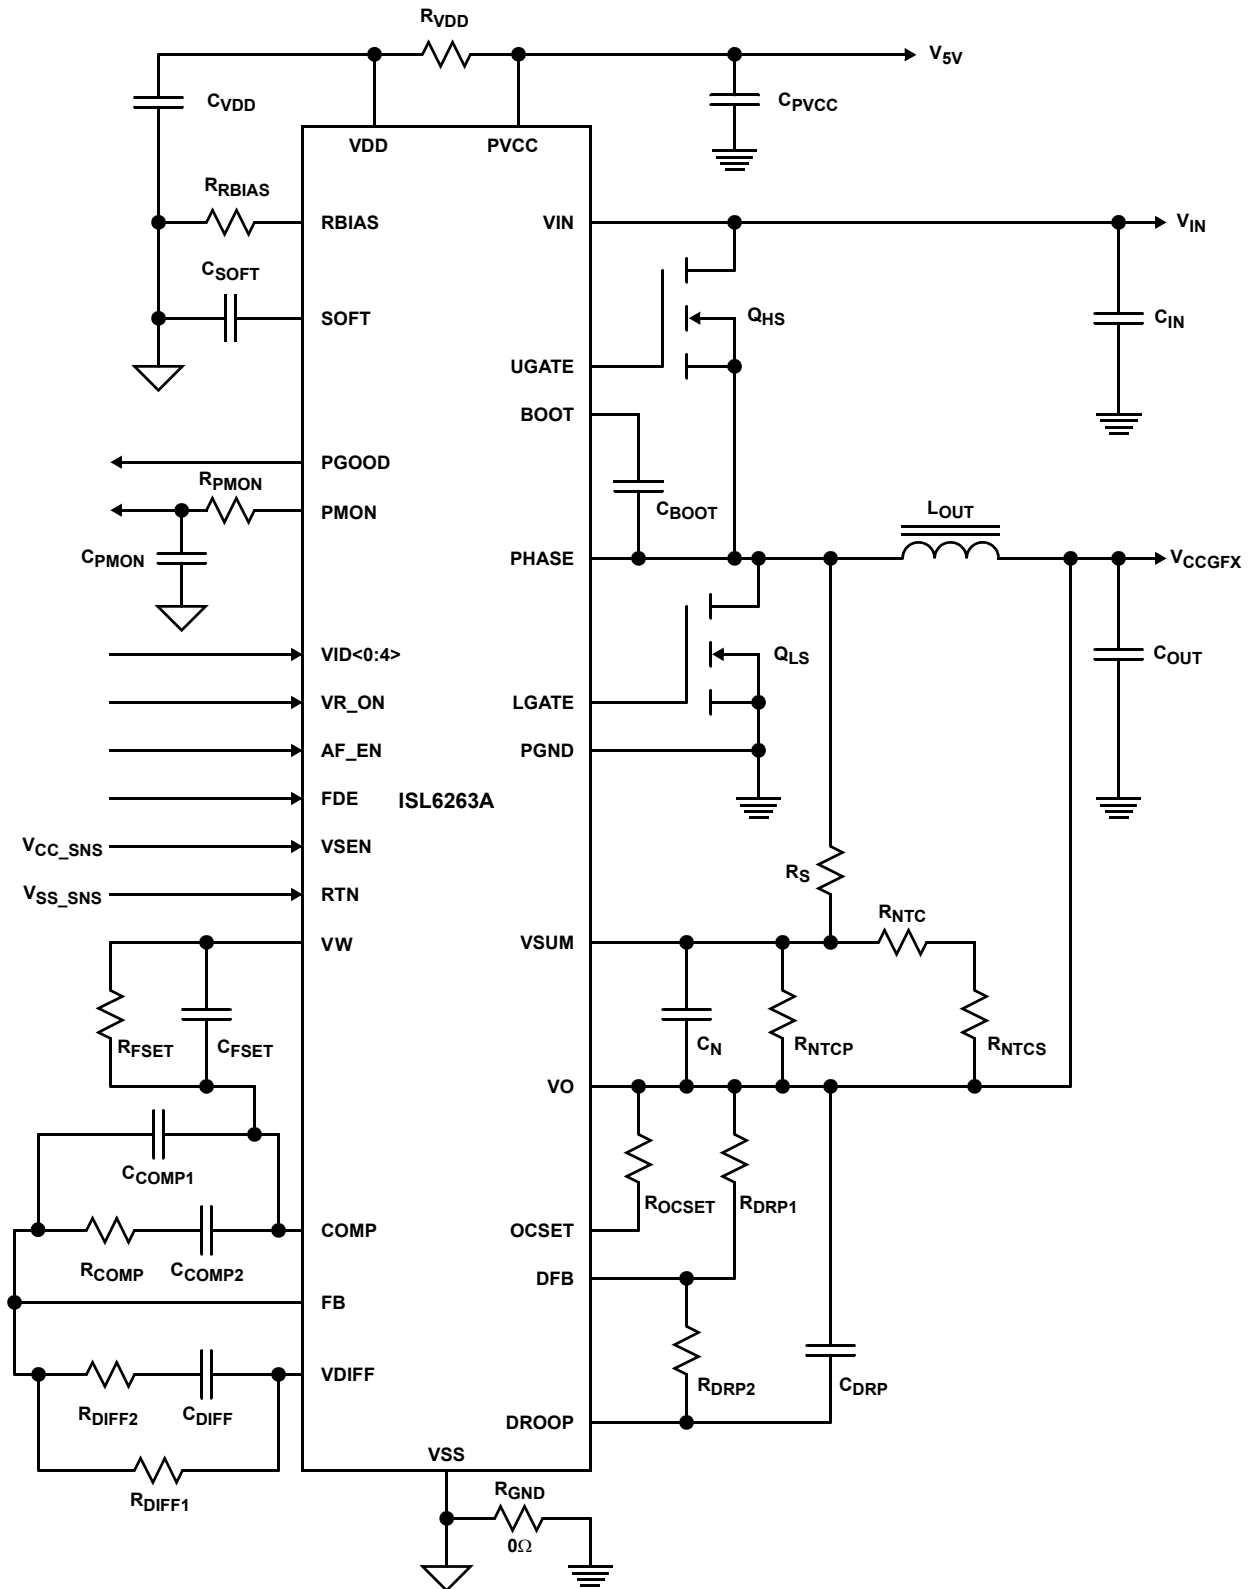 RVDD
V5V
CVDD
CPVCC
VDD
PVCC
RRBIAS
RBIAS
VIN
VIN
CSOFT
SOFT
QHS
CIN
UGATE
BOOT
PGOOD
RPMON
PMON
CBOOT
LOUT
CPMON
PHASE
VCCGFX
VID<0:4>
QLS
COUT
VR_ON
LGATE
AF_EN
PGND
FDE
ISL6263A
VCC_SNS
VSEN
RS
VSS_SNS
RTN
RNTC
VW
VSUM
RFSET
CFSET
CN
RNTCP
RNTCS
VO
CCOMP1
ROCSET
RDRP1
COMP
OCSET
RCOMP
CCOMP2
DFB
FB
VDIFF
RDRP2
CDRP
RDIFF2
CDIFF
DROOP
VSS
RDIFF1
RGND
0Ω